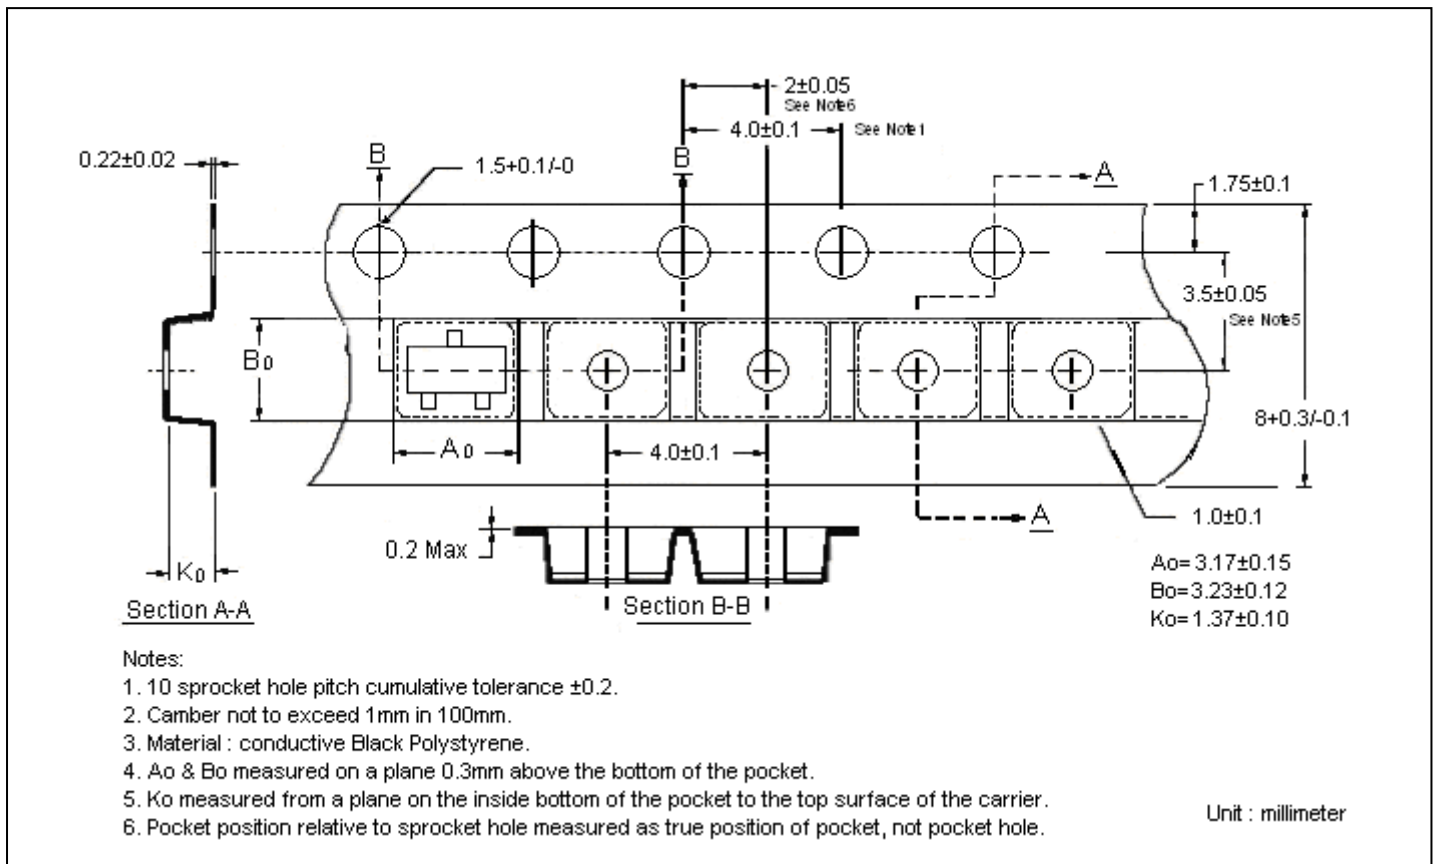 2±0.05
See Note6
4.0±0.1 See Note1
0.22±0.02
B
1.5+0.1/-0
B
A
1.75±0.1
3.5±0.05
See Note5
B0
A0
4.0±0.1
8+0.3/-0.1
A
1.0±0.1
0.2 Max
K0
Section A-A
Section B-B
Ao=3.17±0.15
Bo=3.23±0.12
Ko=1.37±0.10
Notes:
1. 10 sprocket hole pitch cumulative tolerance ±0.2.
2. Camber not to exceed 1mm in 100mm.
3. Material : conductive Black Polystyrene.
4. Ao & Bo measured on a plane 0.3mm above the bottom of the pocket.
5. Ko measured from a plane on the inside bottom of the pocket to the top surface of the carrier.
6. Pocket position relative to sprocket hole measured as true position of pocket, not pocket hole.
Unit : millimeter